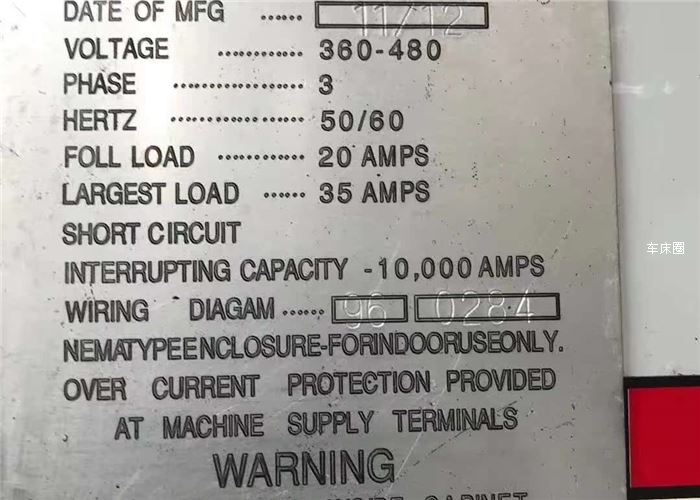 DATE OF MFG ...... 11/12
VOLTAGE ............ 360-480
PHASE .................. 3
HERTZ .................. 50/60
FOLL LOAD ............ 20 AMPS
LARGEST LOAD ...... 35 AMPS
SHORT CIRCUIT
INTERRUPTING CAPACITY -10,000 AMPS
WIRING DIAGAM ...... 96 0284
NEMATYPEENCLOSURE-FORINDOORUSEONLY.
OVER CURRENT PROTECTION PROVIDED
AT MACHINE SUPPLY TERMINALS
WARNING
CABINET
车床圈